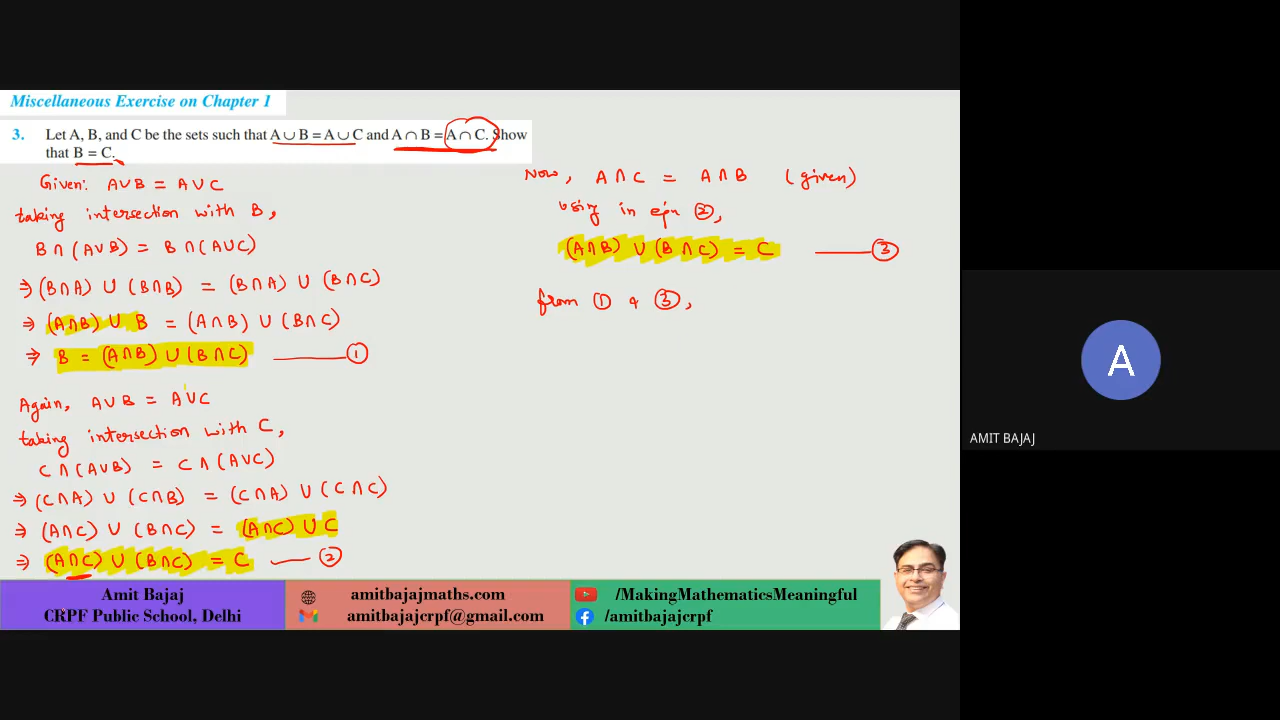 Miscellaneous Exercise on Chapter 1
3. Let A, B, and C be the sets such that A ∪ B = A ∪ C and A ∩ B = A ∩ C. Show
that B = C.
Given: A∪B = A∪C
taking intersection with B,
B∩(A∪B) = B∩(A∪C)
⇒ (B∩A) ∪ (B∩B) = (B∩A) ∪ (B∩C)
⇒ (A∩B) ∪ B = (A∩B) ∪ (B∩C)
⇒ B = (A∩B) ∪ (B∩C) —— ①
Again, A∪B = A∪C
taking intersection with C,
C∩(A∪B) = C∩(A∪C)
⇒ (C∩A) ∪ (C∩B) = (C∩A) ∪ (C∩C)
⇒ (A∩C) ∪ (B∩C) = (A∩C) ∪ C
⇒ (A∩C) ∪ (B∩C) = C —— ②
Now, A∩C = A∩B (given)
using in eqn ②,
(A∩B) ∪ (B∩C) = C —— ③
from ① & ③,
Amit Bajaj
CRPF Public School, Delhi
amitbajajmaths.com
amitbajajcrpf@gmail.com
/MakingMathematicsMeaningful
/amitbajajcrpf
A
AMIT BAJAJ